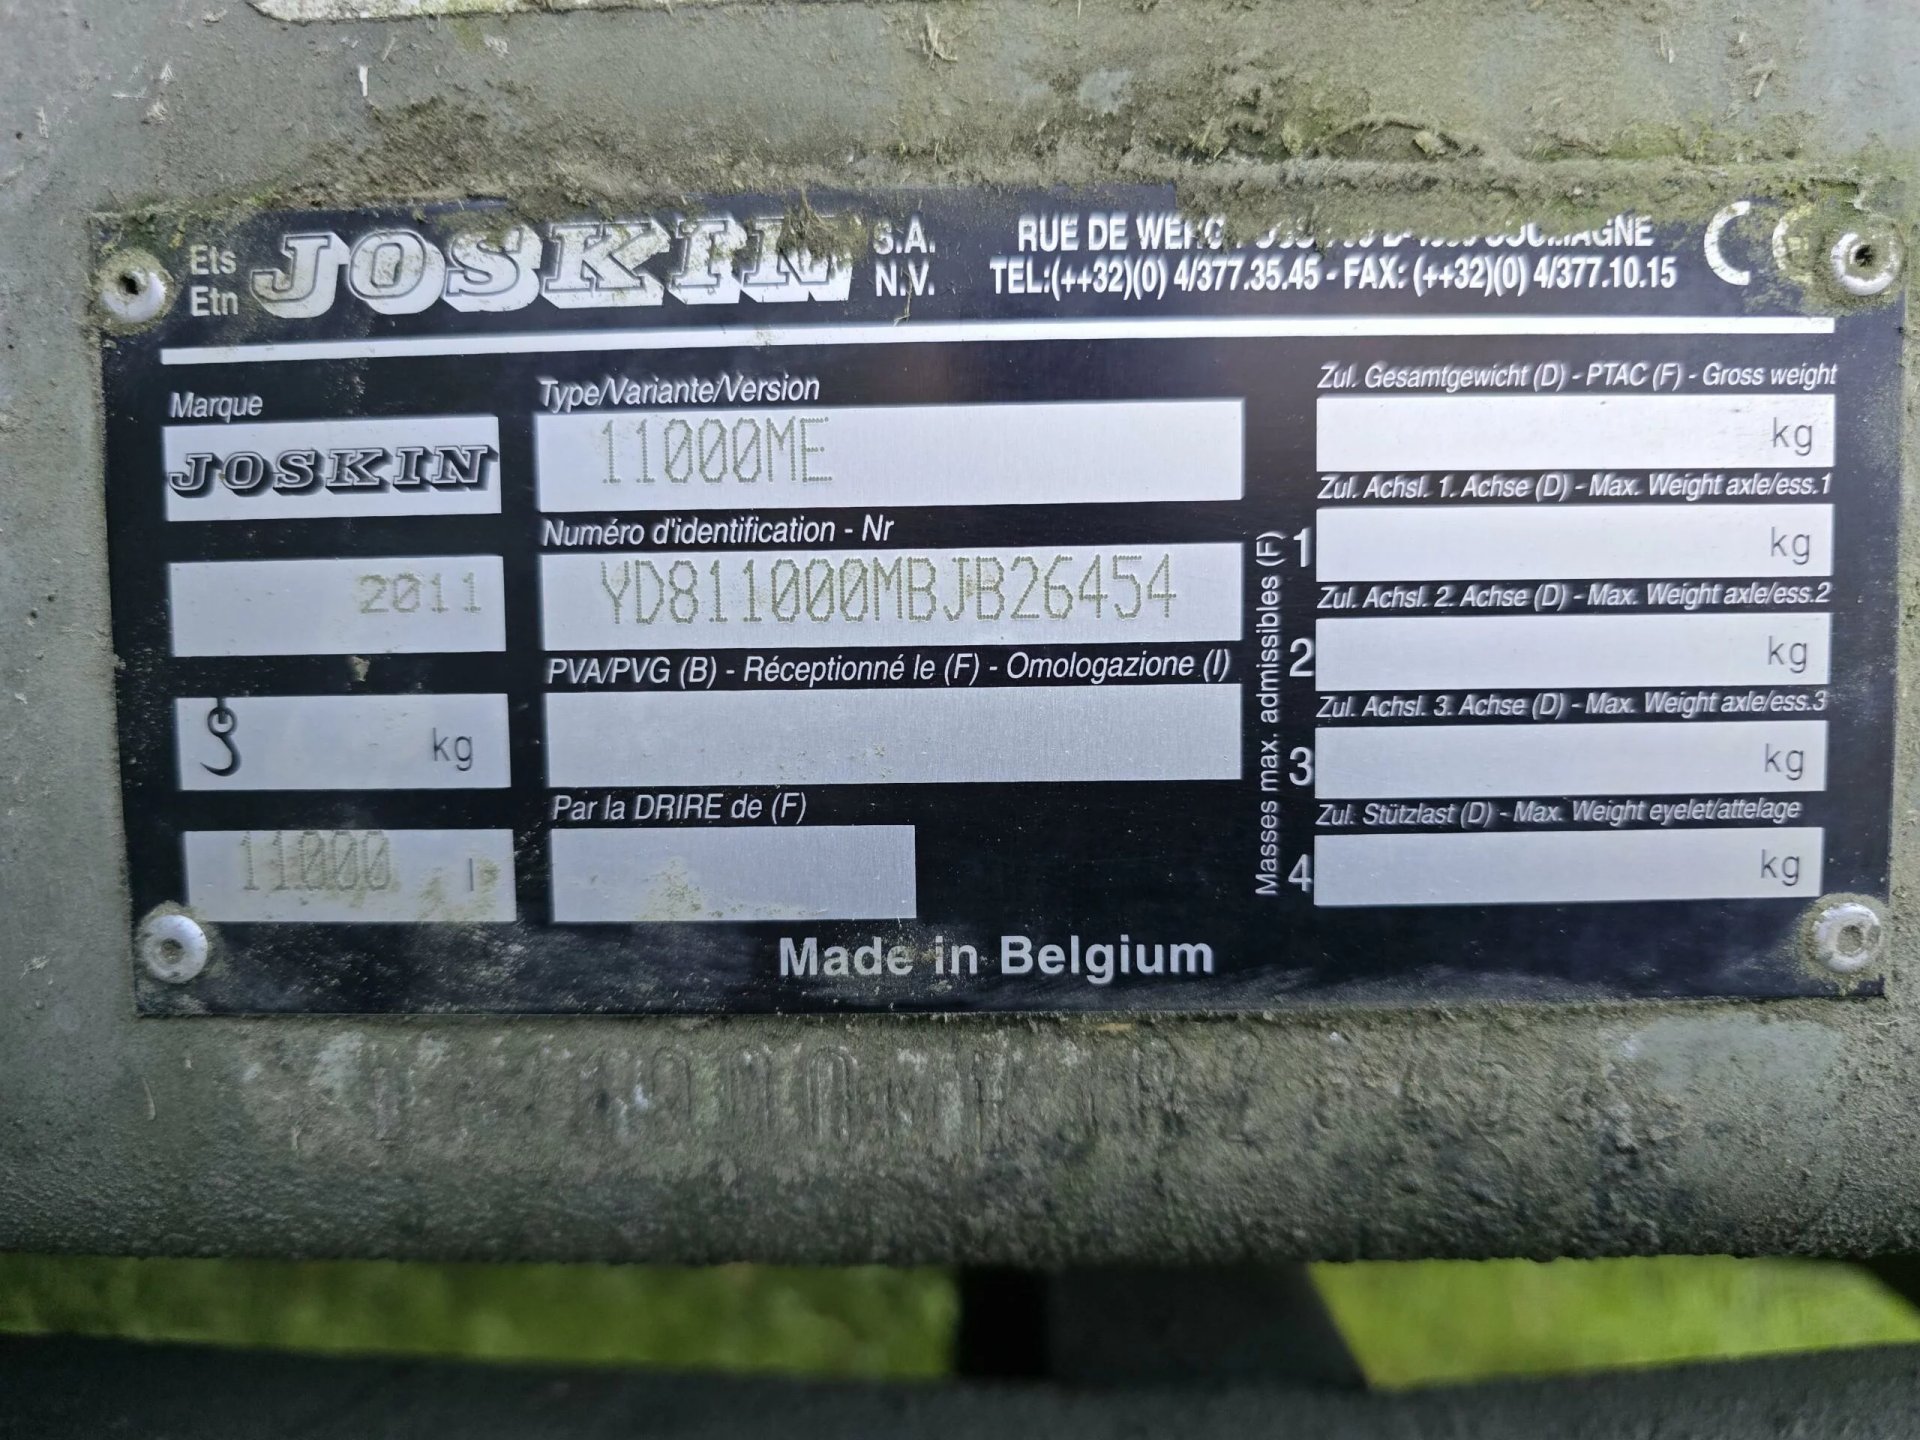 Ets JOSKIN S.A.
Etn N.V.
RUE DE SOUMAGNE
TEL:(++32)(0) 4/377.35.45 - FAX: (++32)(0) 4/377.10.15
CE
Marque
JOSKIN
2011
kg
11000 l
Type/Variante/Version
11000ME
Numéro d'identification - Nr
YD811000MBJB26454
PVA/PVG (B) - Réceptionné le (F) - Omologazione (I)
Par la DRIRE de (F)
Made in Belgium
Masses max. admissibles (F)
Zul. Gesamtgewicht (D) - PTAC (F) - Gross weight
kg
Zul. Achsl. 1. Achse (D) - Max. Weight axle/ess.1
1 kg
Zul. Achsl. 2. Achse (D) - Max. Weight axle/ess.2
2 kg
Zul. Achsl. 3. Achse (D) - Max. Weight axle/ess.3
3 kg
Zul. Stützlast (D) - Max. Weight eyelet/attelage
4 kg